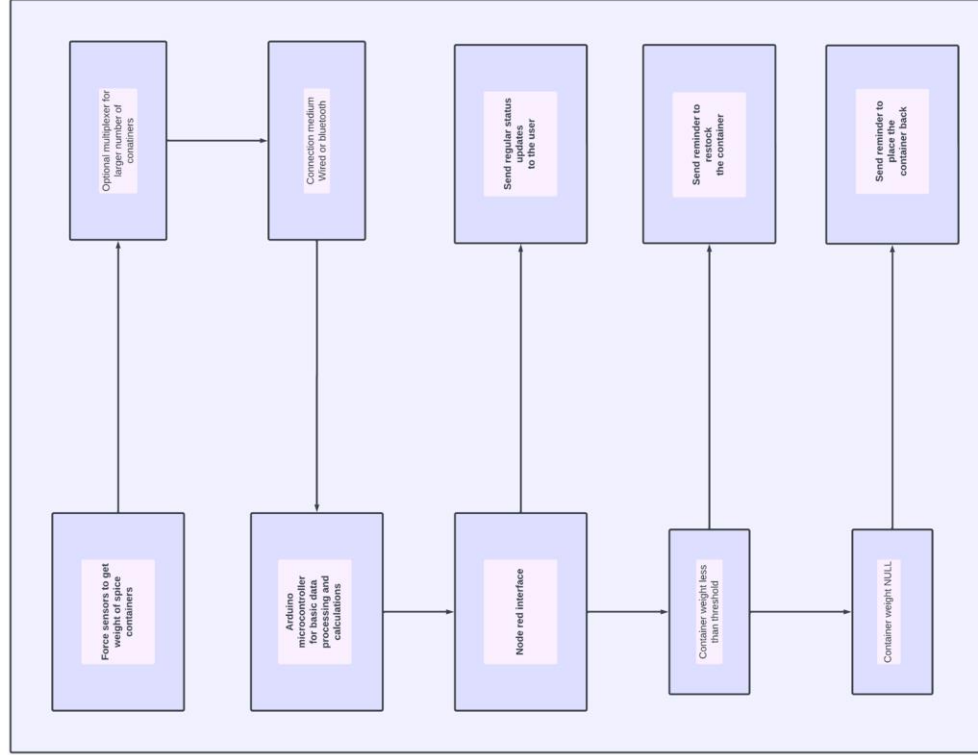 Force sensors to get
weight of spice
containers
Optional multiplexer for
larger number of
conatiners
Arduino
microcontroller
for basic data
processing and
calculations
Connection medium
Wired or bluetooth
Node red interface
Send regular status
updates
to the user
Container weight less
than threshold
Send reminder to
restock
the container
Container weight NULL
Send reminder to
place the
container back